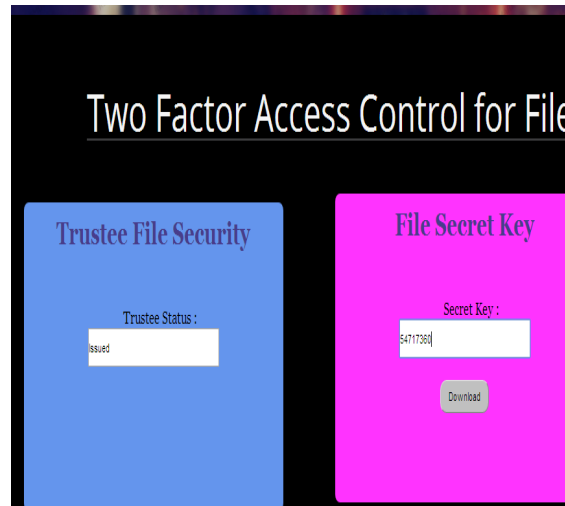 Two Factor Access Control for File
Trustee File Security
Trustee Status :
Issued
File Secret Key
Secret Key :
54717360
Download